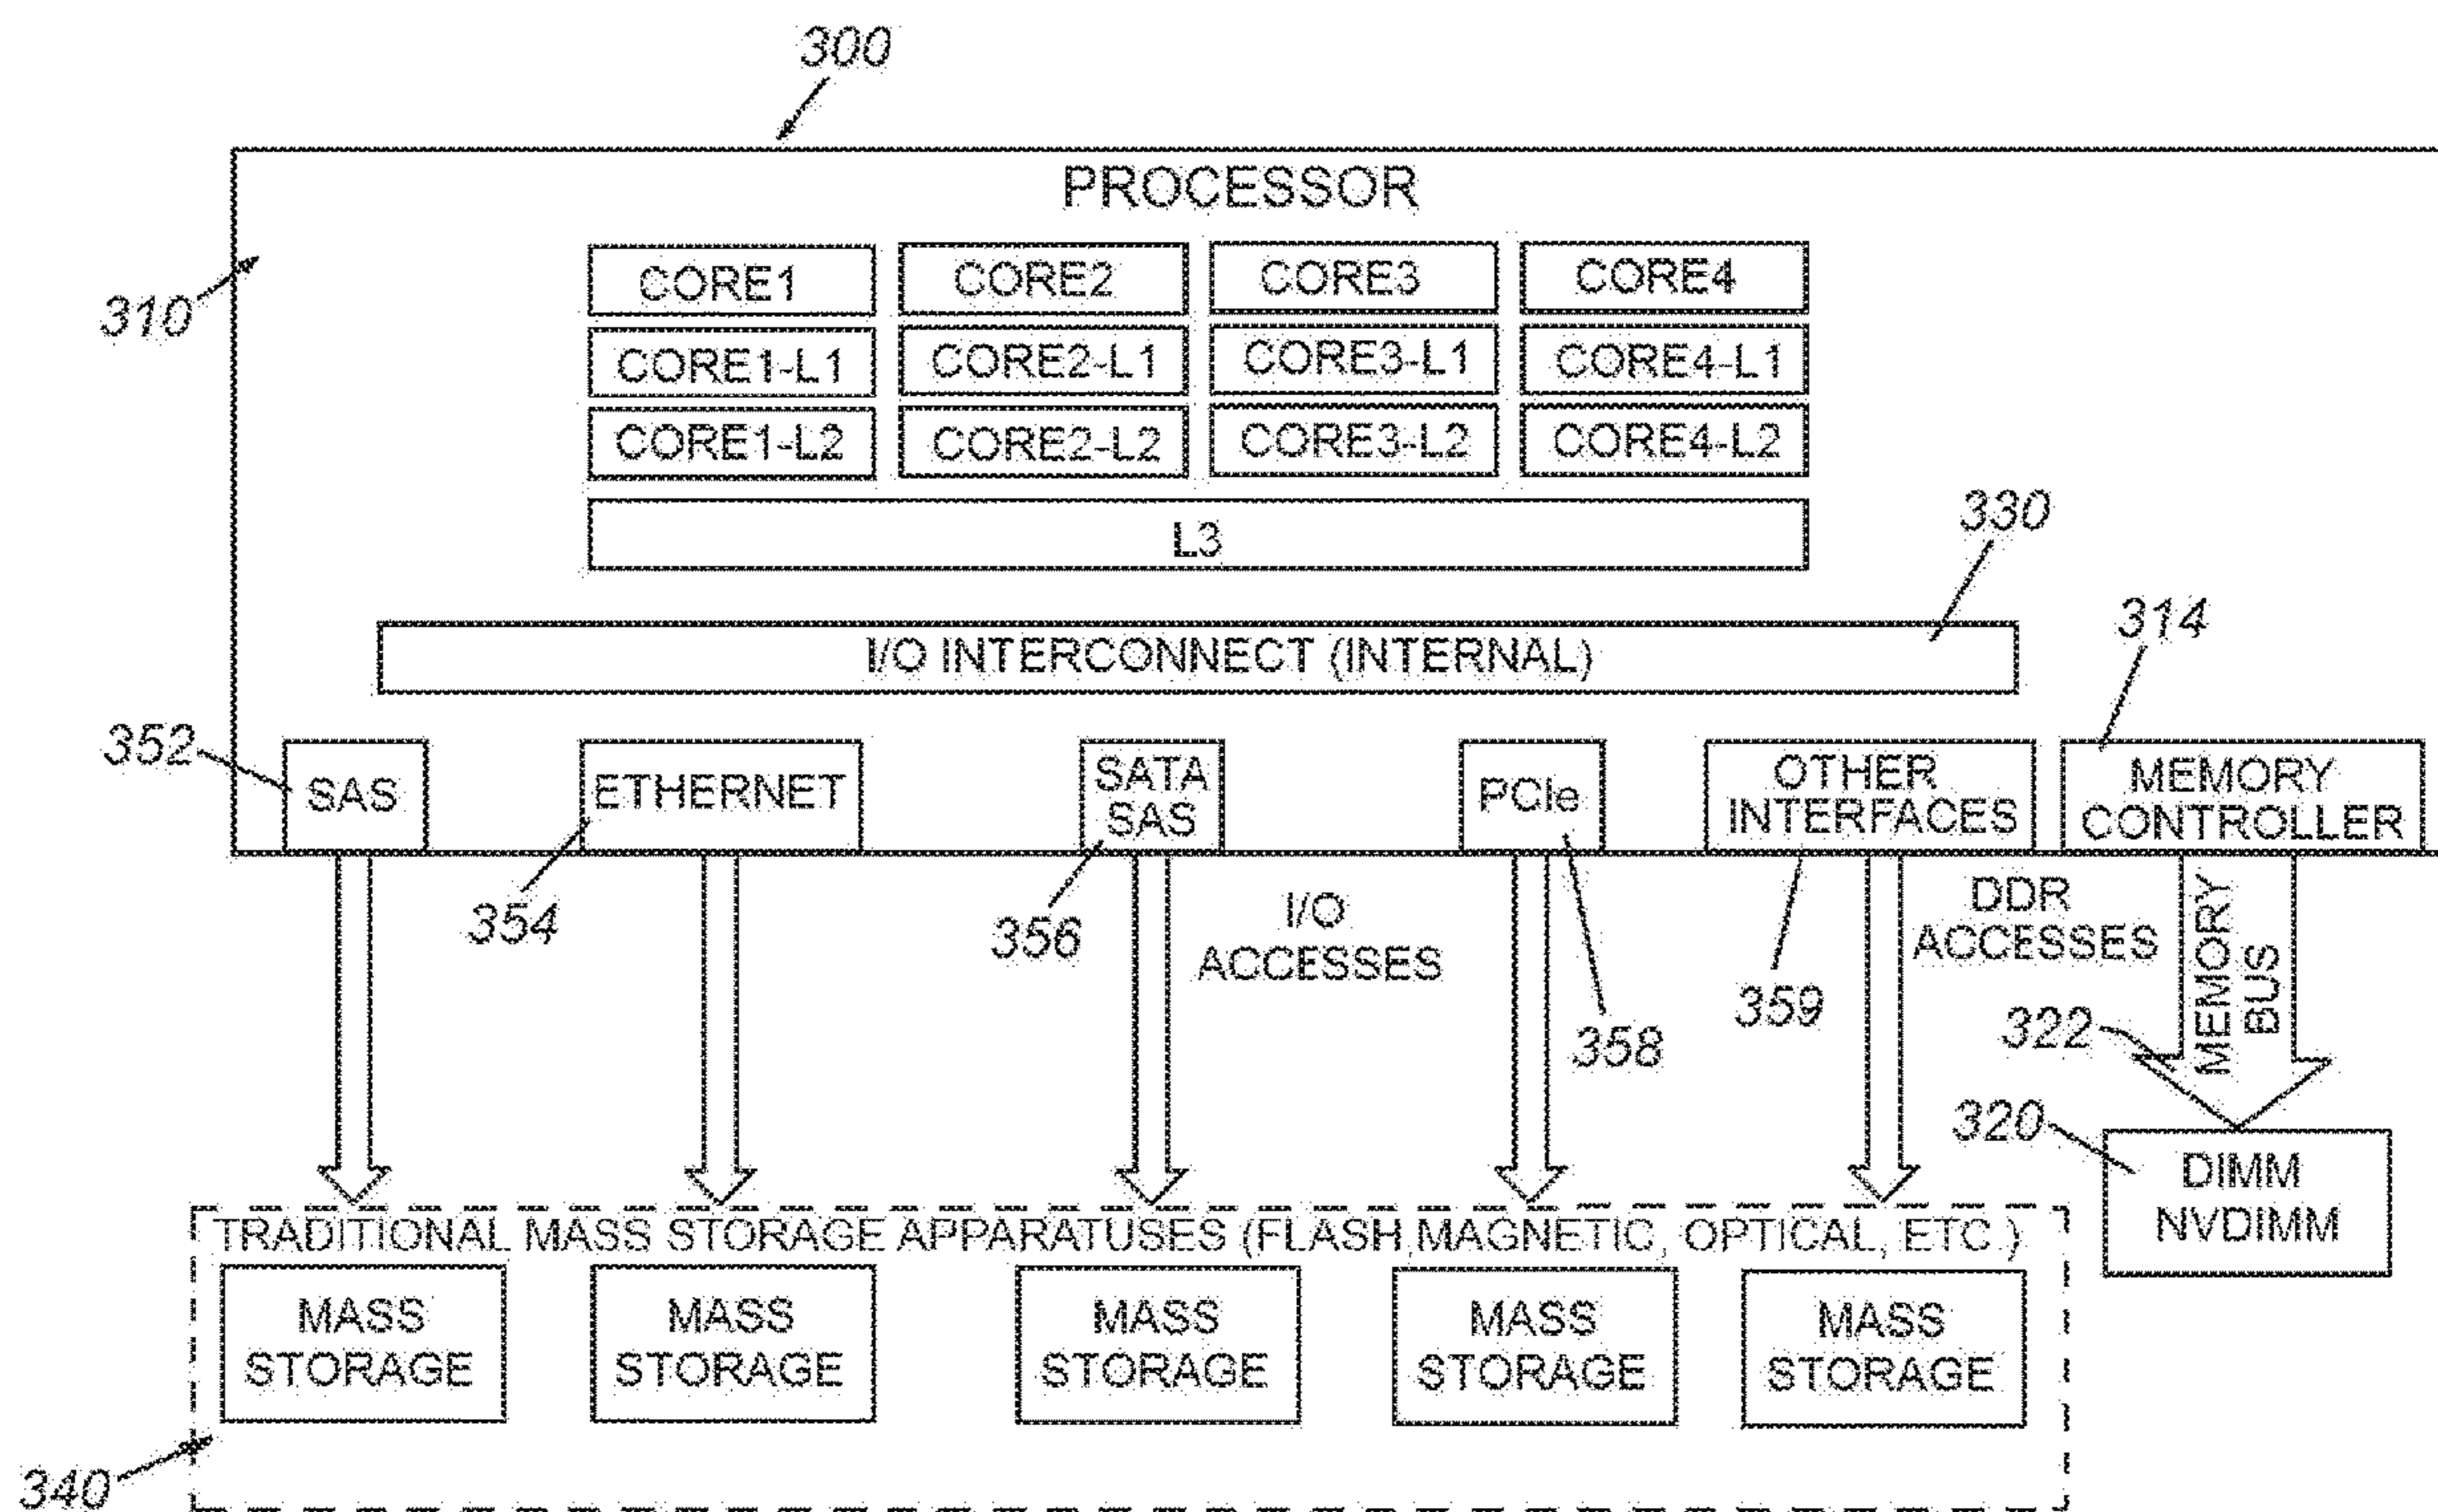 300
PROCESSOR
310
CORE1 CORE2 CORE3 CORE4
CORE1-L1 CORE2-L1 CORE3-L1 CORE4-L1
CORE1-L2 CORE2-L2 CORE3-L2 CORE4-L2
L3
330
I/O INTERCONNECT (INTERNAL)
314
352
SAS
ETHERNET
SATA
SAS
PCIe
OTHER
INTERFACES
MEMORY
CONTROLLER
354
356
I/O
ACCESSES
358
359
DDR
ACCESSES
MEMORY
BUS
322
320
DIMM
NVDIMM
TRADITIONAL MASS STORAGE APPARATUSES (FLASH, MAGNETIC, OPTICAL, ETC.)
MASS
STORAGE
MASS
STORAGE
MASS
STORAGE
MASS
STORAGE
MASS
STORAGE
340